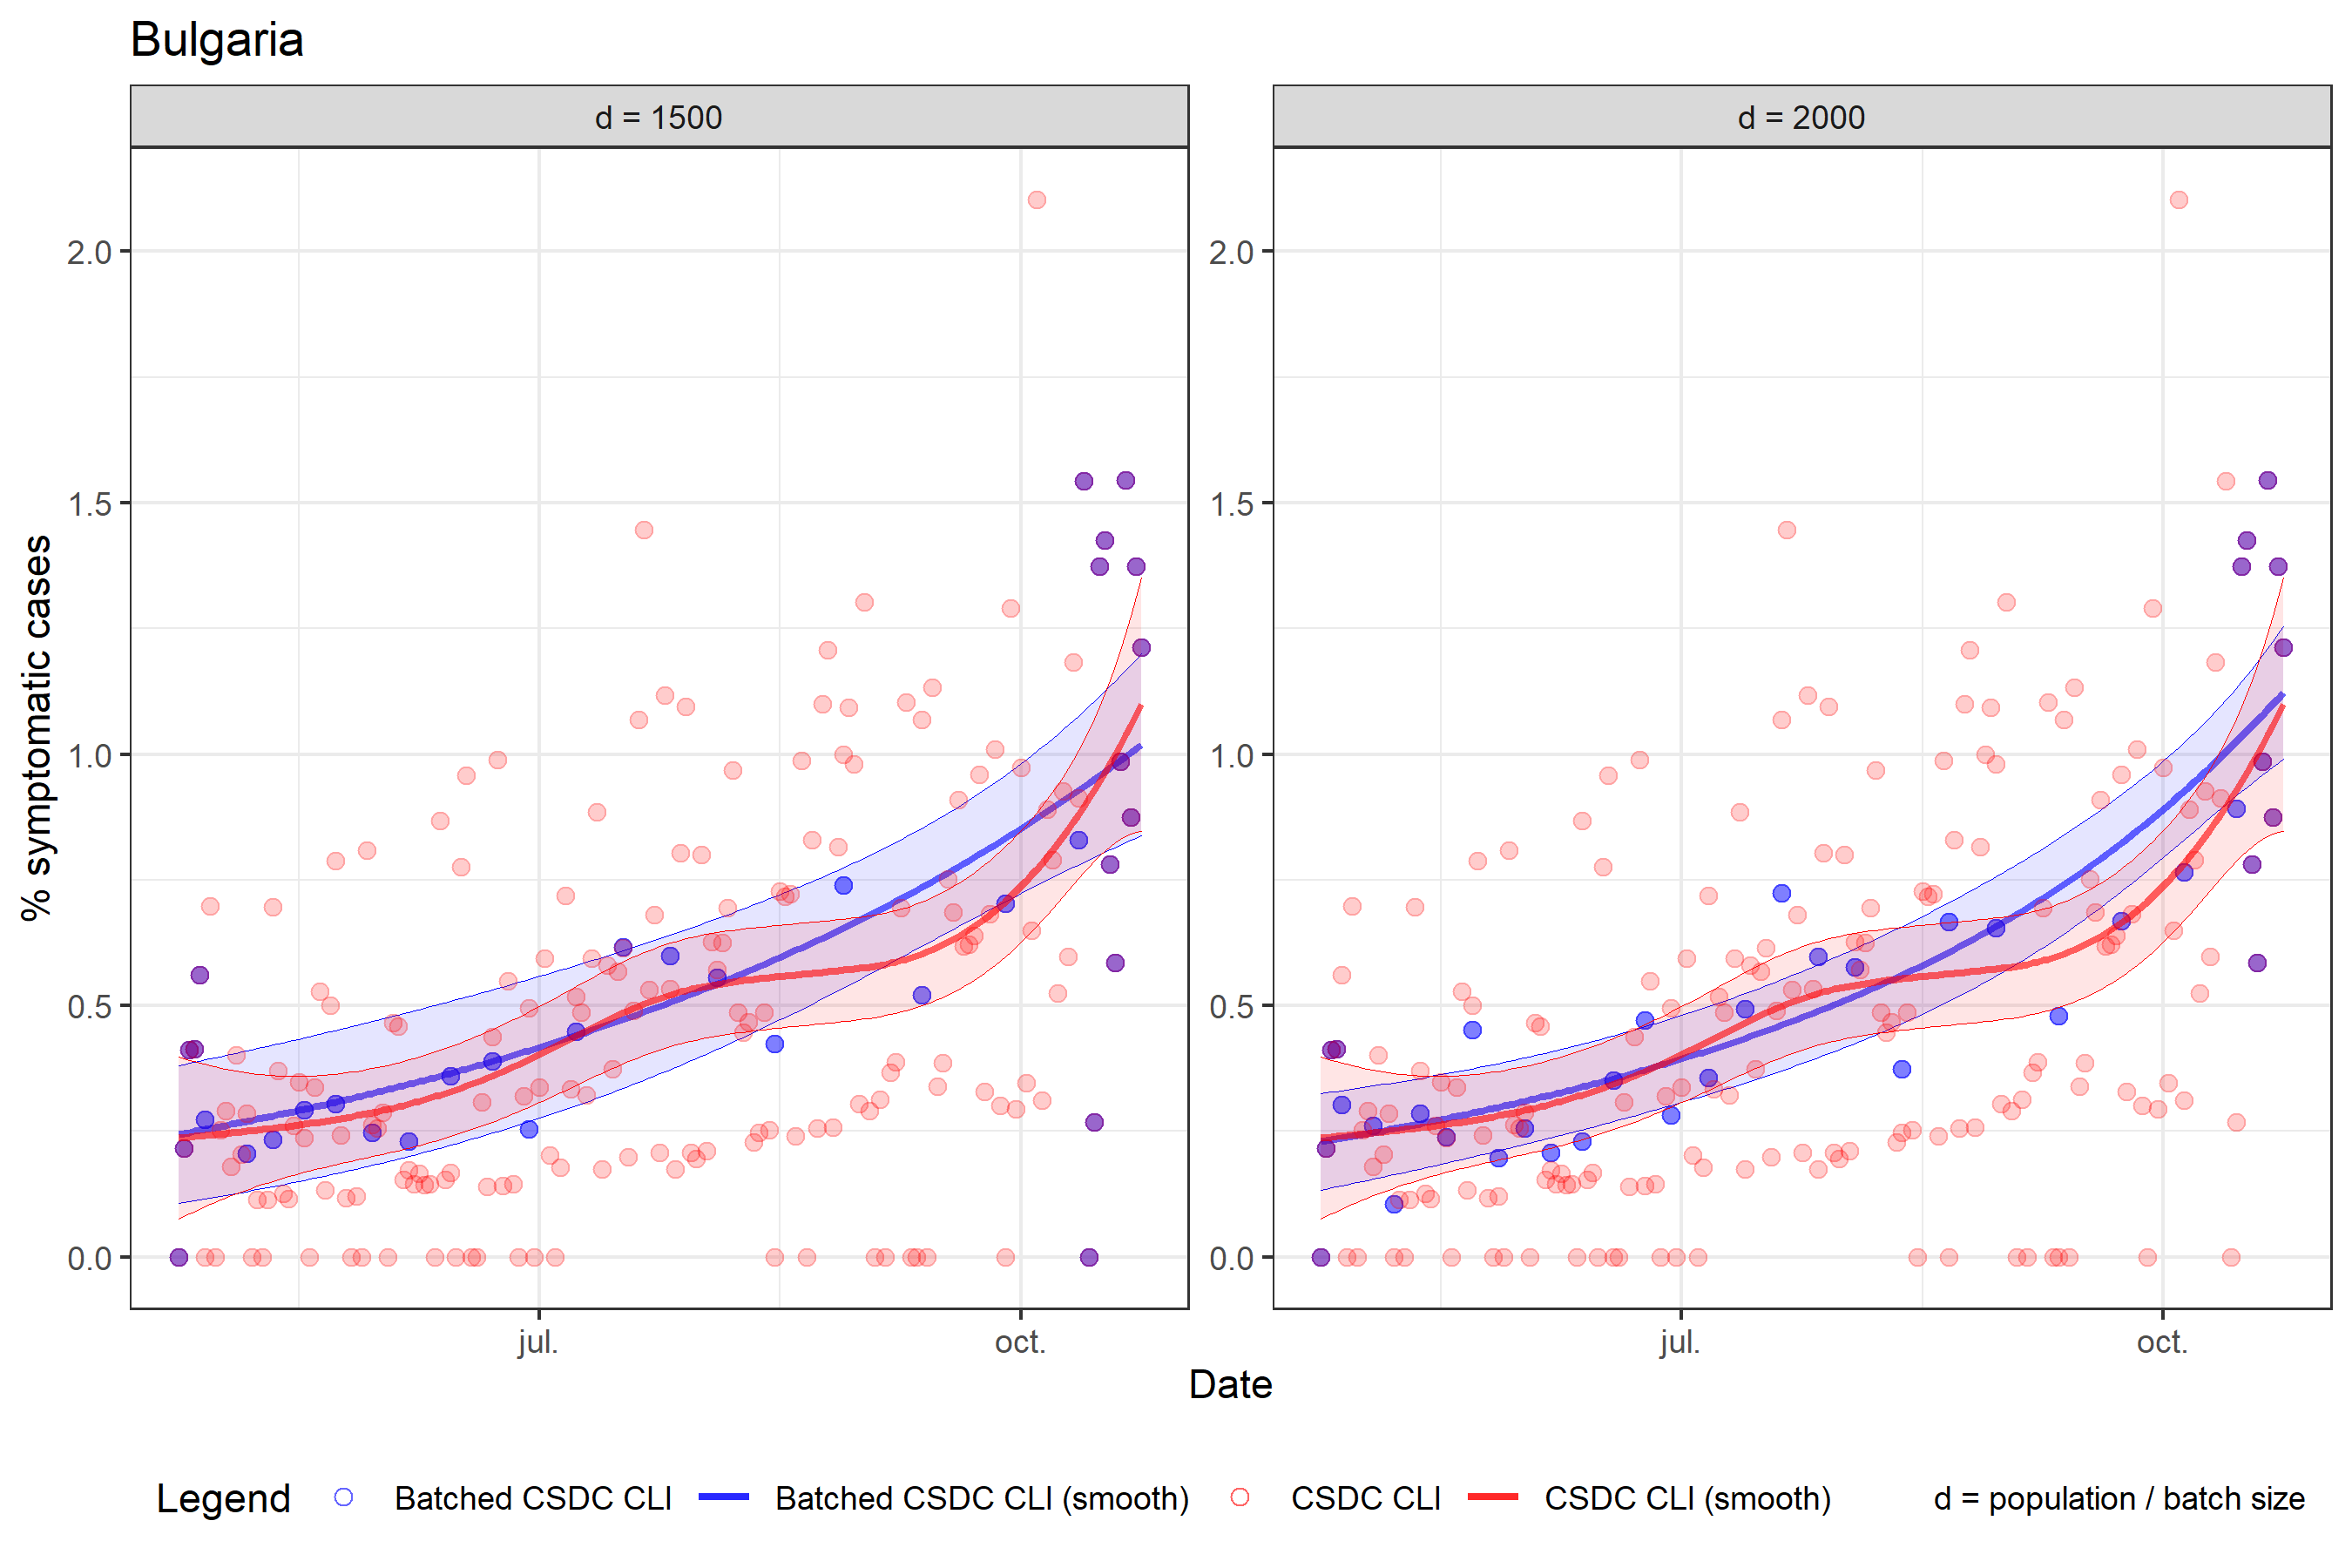 Bulgaria
d = 1500
d = 2000
% symptomatic cases
2.0
1.5
1.0
0.5
0.0
2.0
1.5
1.0
0.5
0.0
jul.
oct.
jul.
oct.
Date
Legend Batched CSDC CLI Batched CSDC CLI (smooth) CSDC CLI CSDC CLI (smooth) d = population / batch size